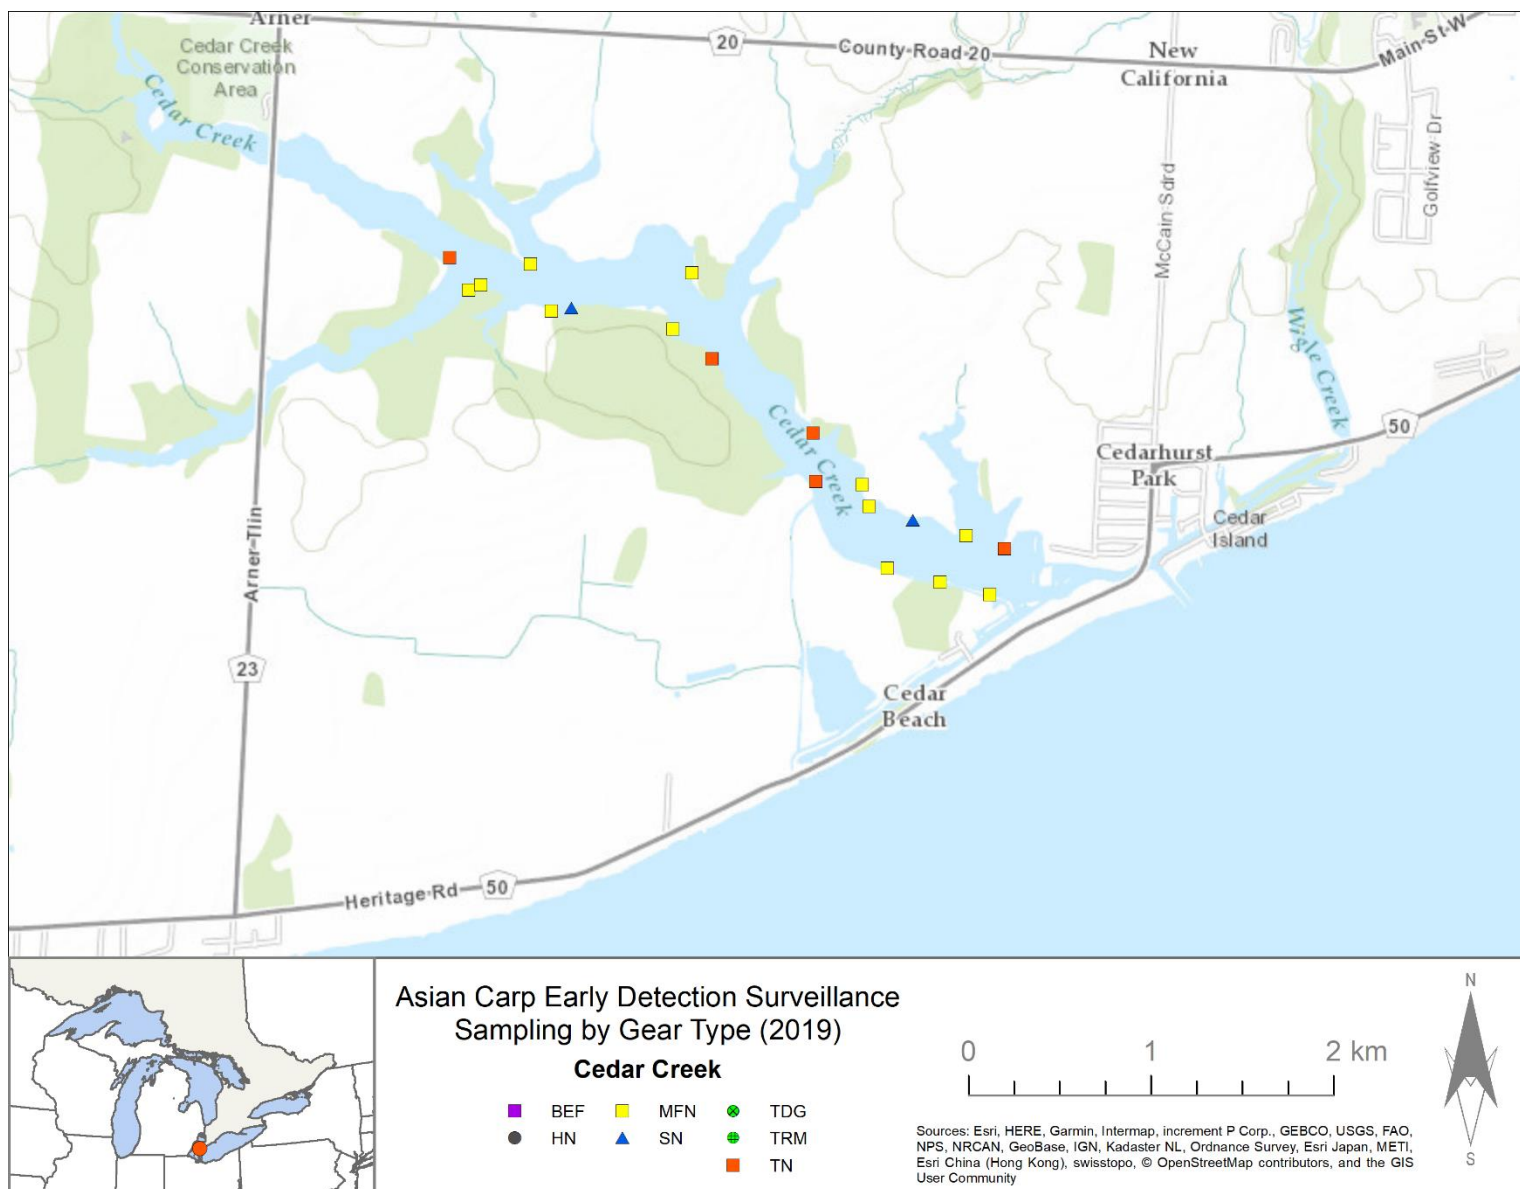 Arner
Cedar Creek
Conservation
Area
Cedar Creek
20
County Road 20
New
California
Main St W
Golfview Dr
McCain Sdrd
Wigle Creek
50
Cedar Creek
Cedarhurst
Park
Cedar
Island
Arner Tlin
23
Cedar
Beach
Heritage Rd
50
Asian Carp Early Detection Surveillance
Sampling by Gear Type (2019)
Cedar Creek
BEF MFN TDG
HN SN TRM
TN
0 1 2 km
N
S
Sources: Esri, HERE, Garmin, Intermap, increment P Corp., GEBCO, USGS, FAO,
NPS, NRCAN, GeoBase, IGN, Kadaster NL, Ordnance Survey, Esri Japan, METI,
Esri China (Hong Kong), swisstopo, © OpenStreetMap contributors, and the GIS
User Community